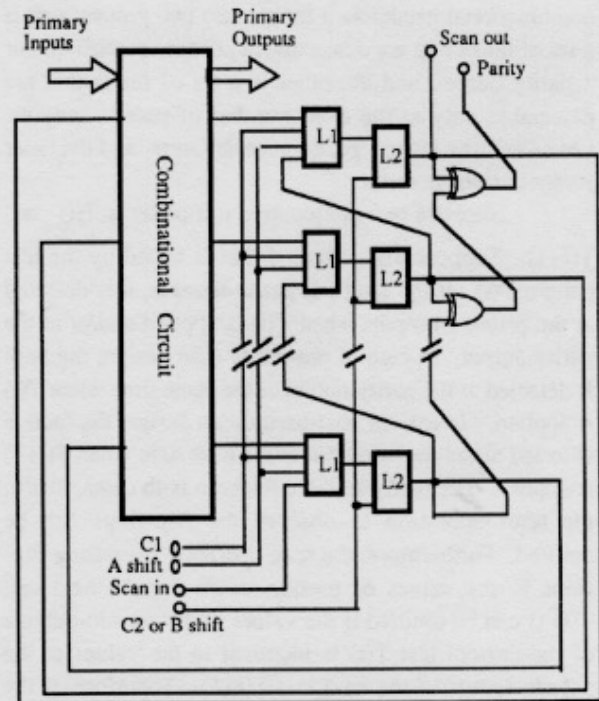 Primary
Inputs
Primary
Outputs
Scan out
Parity
Combinational Circuit
L1
L2
L1
L2
L1
L2
C1
A shift
Scan in
C2 or B shift